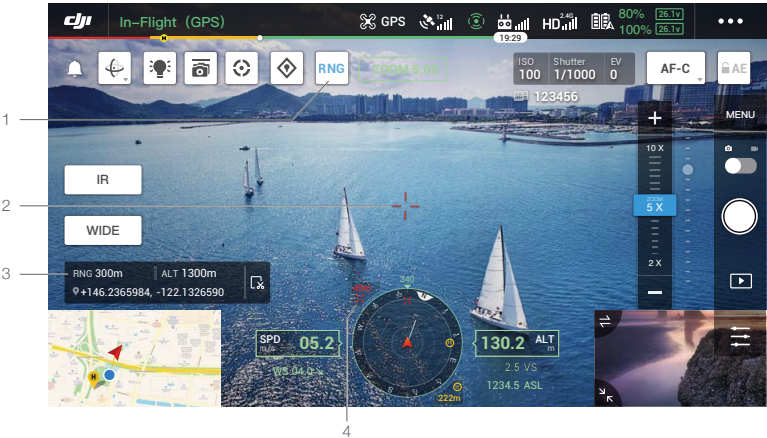 dji In-Flight (GPS) GPS 12 HD 2.4G 80% 26.1v
100% 26.1v
H 19:29
RNG ZOOM 5.0X ISO 100 Shutter 1/1000 EV 0 AF-C AE
123456
1
MENU
10 X
IR
ZOOM
5 X
2
WIDE
2 X
3
RNG 300m ALT 1300m
+146.2365984, -122.1326590
340
W
N
E
S
SPD
m/s
05.2
WS 04.0
130.2 ALT
m
2.5 VS
1234.5 ASL
222m
H
4